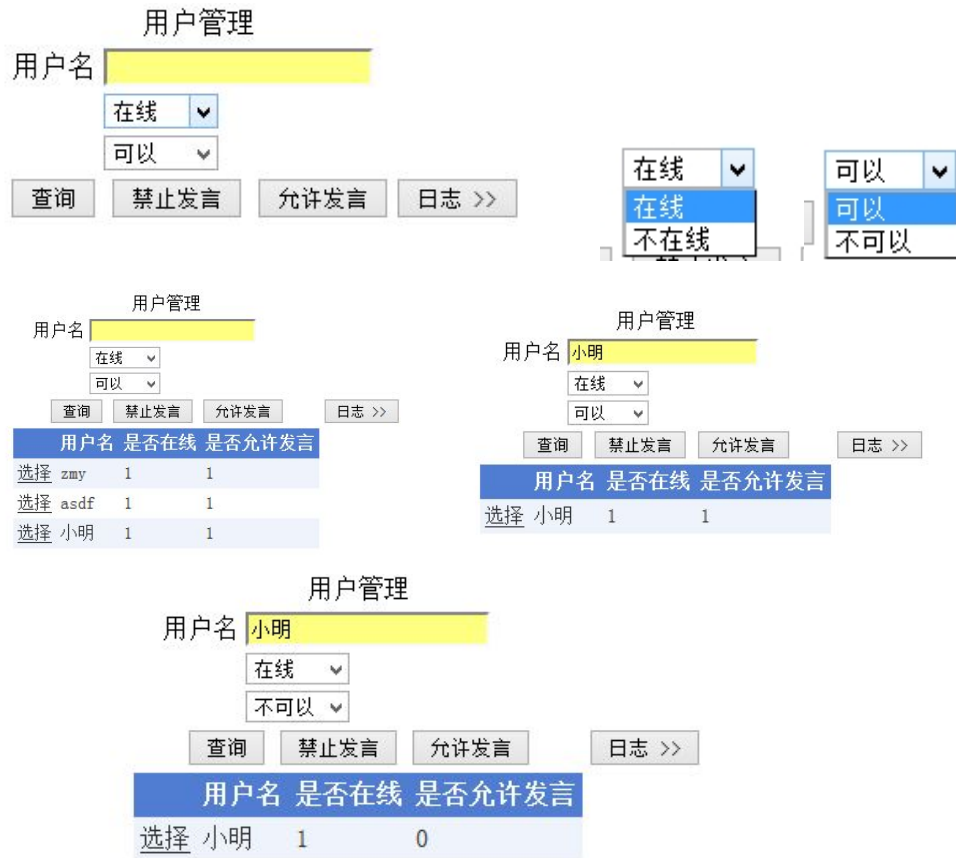 用户管理
用户名
在线
可以
查询 禁止发言 允许发言 日志 >>
在线
在线
不在线
可以
可以
不可以
用户管理
用户名
在线
可以
查询 禁止发言 允许发言 日志 >>
用户名 是否在线 是否允许发言
选择 zmy 1 1
选择 asdf 1 1
选择 小明 1 1
用户管理
用户名 小明
在线
可以
查询 禁止发言 允许发言 日志 >>
用户名 是否在线 是否允许发言
选择 小明 1 1
用户管理
用户名 小明
在线
不可以
查询 禁止发言 允许发言 日志 >>
用户名 是否在线 是否允许发言
选择 小明 1 0